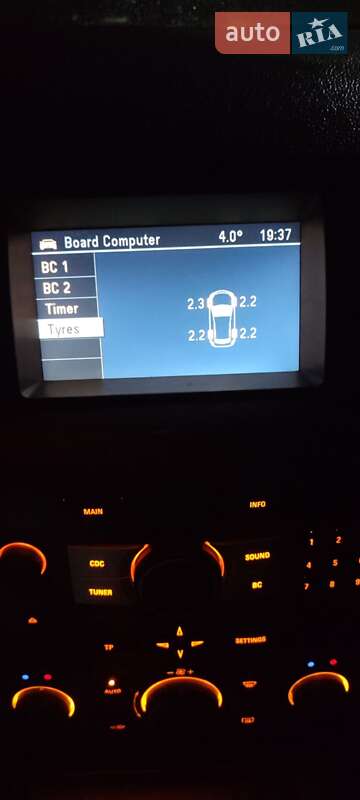 auto RIA
.com
Board Computer 4.0° 19:37
BC 1
BC 2
Timer
Tyres
2.3 2.2
2.2 2.2
MAIN
INFO
CDC
SOUND
TUNER
BC
1 2
4 5
7 8 9
TP
SETTINGS
AUTO